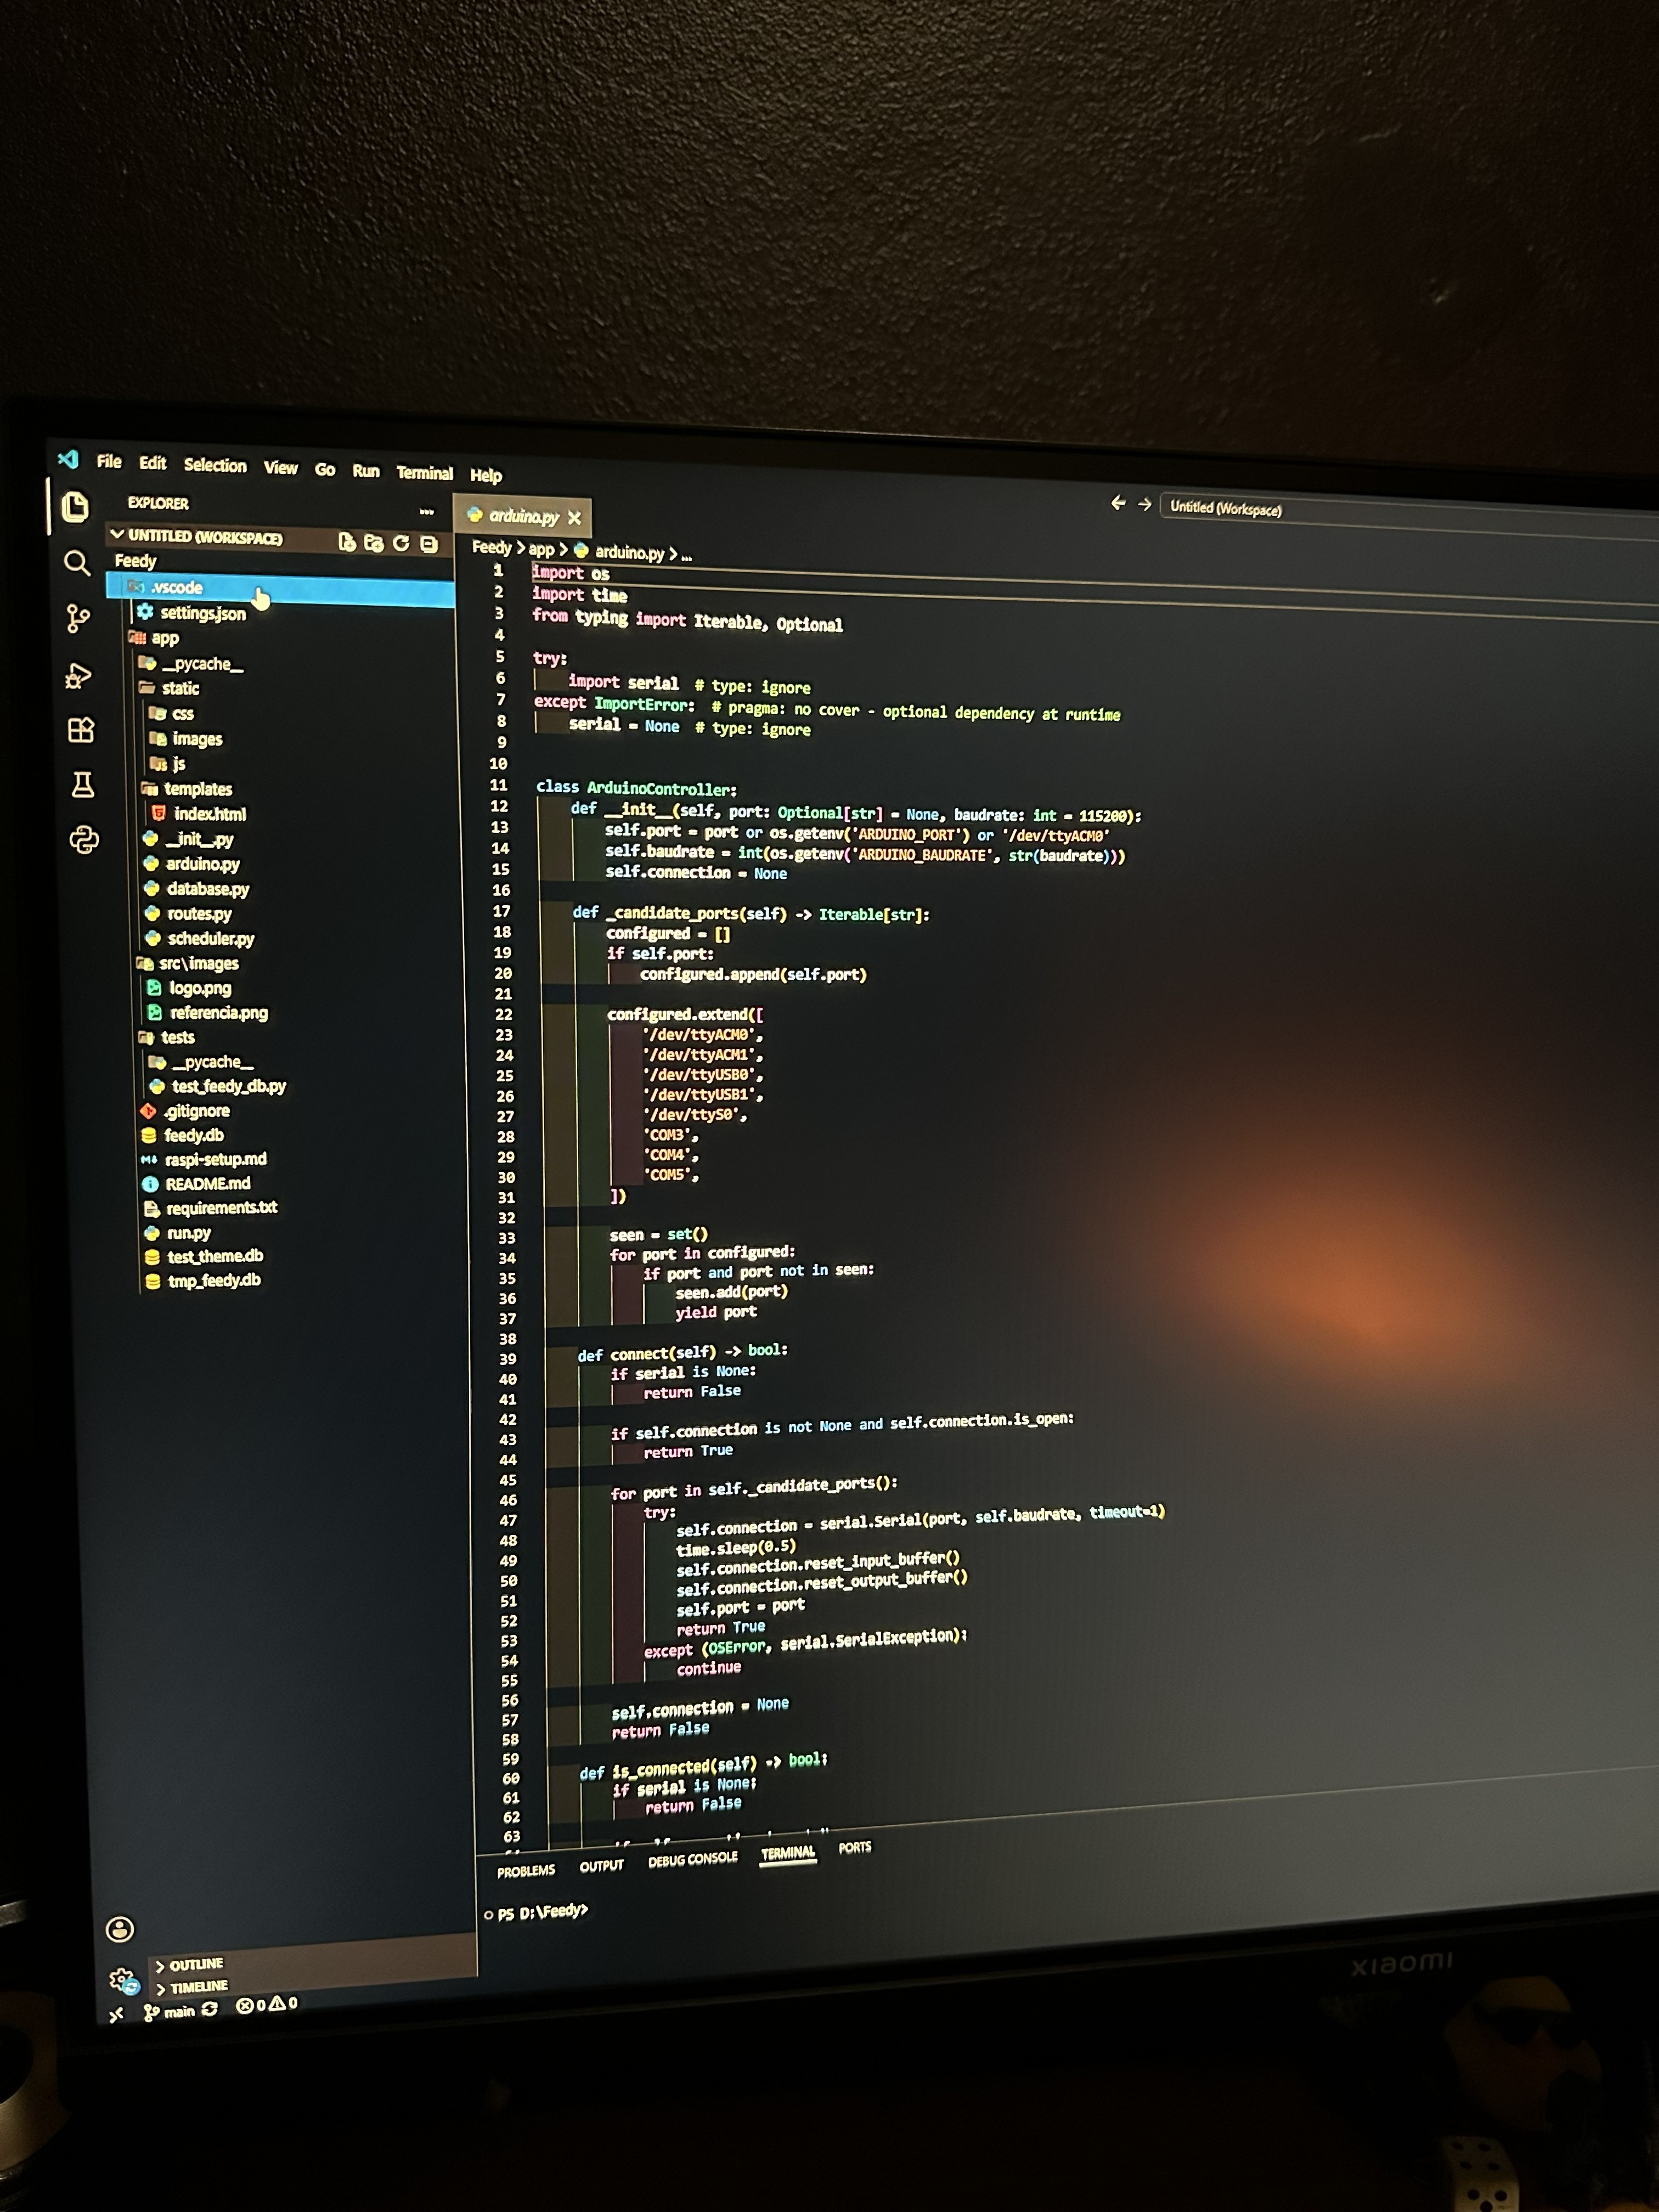 File Edit Selection View Go Run Terminal Help
Untitled (Workspace)
EXPLORER
UNTITLED (WORKSPACE)
Feedy
.vscode
settings.json
app
__pycache__
static
css
images
js
templates
index.html
__init__.py
arduino.py
database.py
routes.py
scheduler.py
src\images
logo.png
referencia.png
tests
__pycache__
test_feedy_db.py
.gitignore
feedy.db
raspi-setup.md
README.md
requirements.txt
run.py
test_theme.db
tmp_feedy.db
OUTLINE
TIMELINE
main 0 0
arduino.py
Feedy > app > arduino.py > ...
1 import os
2 import time
3 from typing import Iterable, Optional
4
5 try:
6     import serial  # type: ignore
7 except ImportError:  # pragma: no cover - optional dependency at runtime
8     serial = None  # type: ignore
9
10
11 class ArduinoController:
12     def __init__(self, port: Optional[str] = None, baudrate: int = 115200):
13         self.port = port or os.getenv('ARDUINO_PORT') or '/dev/ttyACM0'
14         self.baudrate = int(os.getenv('ARDUINO_BAUDRATE', str(baudrate)))
15         self.connection = None
16
17     def _candidate_ports(self) -> Iterable[str]:
18         configured = []
19         if self.port:
20             configured.append(self.port)
21
22         configured.extend([
23             '/dev/ttyACM0',
24             '/dev/ttyACM1',
25             '/dev/ttyUSB0',
26             '/dev/ttyUSB1',
27             '/dev/ttyS0',
28             'COM3',
29             'COM4',
30             'COM5',
31         ])
32
33         seen = set()
34         for port in configured:
35             if port and port not in seen:
36                 seen.add(port)
37                 yield port
38
39     def connect(self) -> bool:
40         if serial is None:
41             return False
42
43         if self.connection is not None and self.connection.is_open:
44             return True
45
46         for port in self._candidate_ports():
47             try:
48                 self.connection = serial.Serial(port, self.baudrate, timeout=1)
49                 time.sleep(0.5)
50                 self.connection.reset_input_buffer()
51                 self.connection.reset_output_buffer()
52                 self.port = port
53                 return True
54             except (OSError, serial.SerialException):
55                 continue
56
57         self.connection = None
58         return False
59
60     def is_connected(self) -> bool:
61         if serial is None:
62             return False
63
PROBLEMS OUTPUT DEBUG CONSOLE TERMINAL PORTS
PS D:\Feedy>
xiaomi